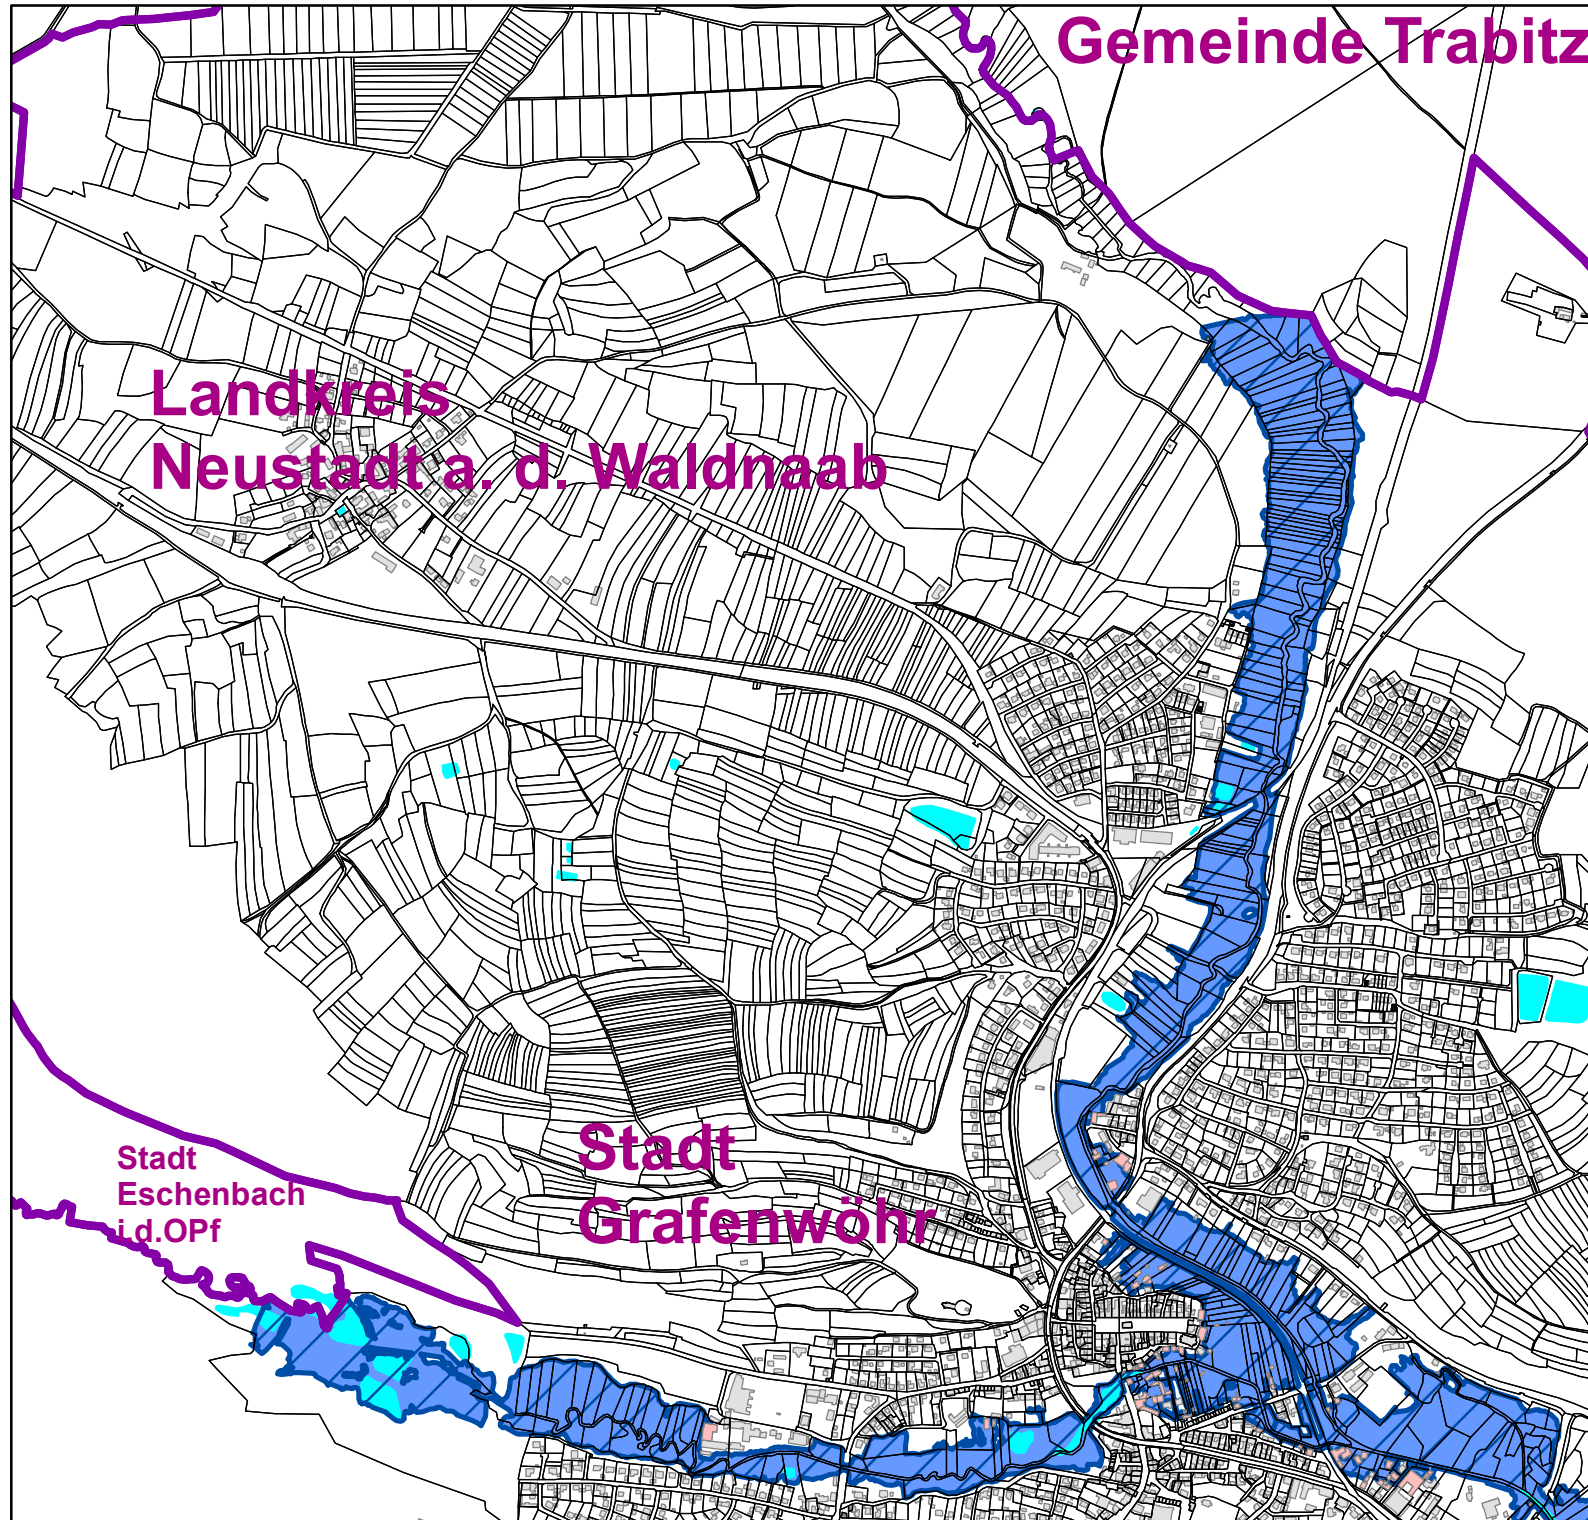 Gemeinde Trabitz
Landkreis
Neustadt a. d. Waldnaab
Stadt
Eschenbach
i.d.OPf
Stadt
Grafenwöhr